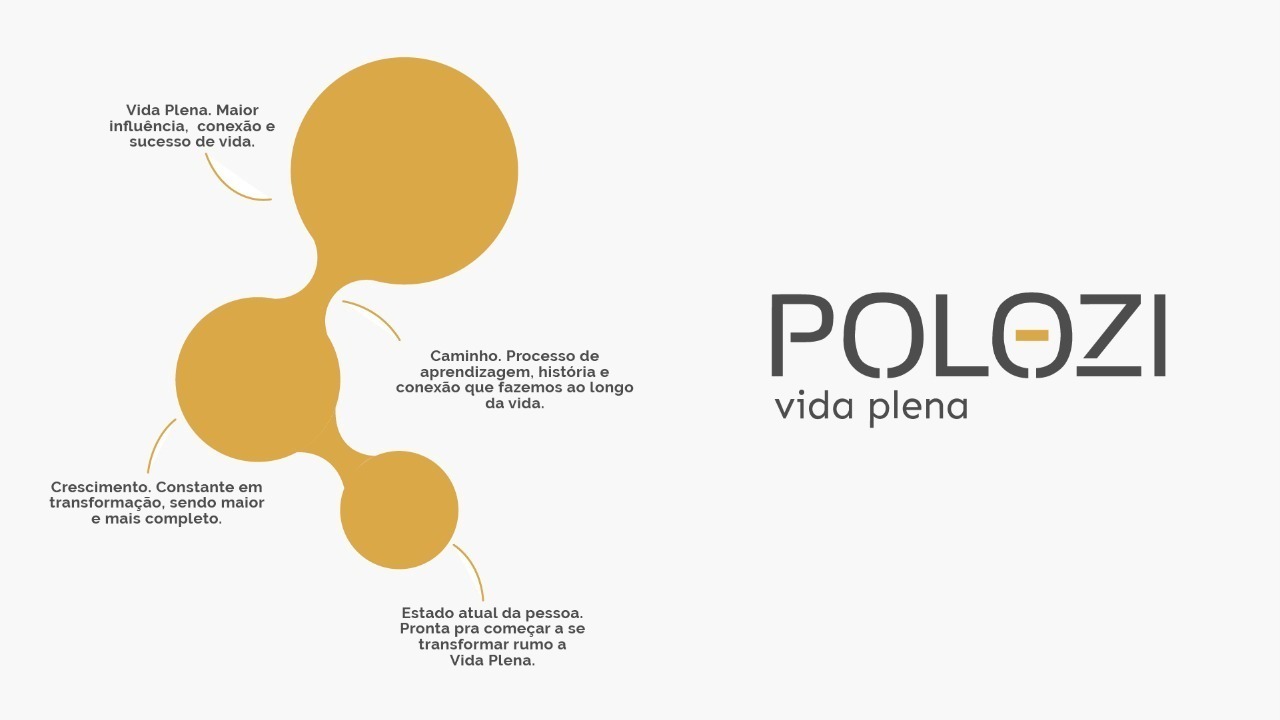 Vida Plena. Maior
influência, conexão e
sucesso de vida.
Caminho. Processo de
aprendizagem, história e
conexão que fazemos ao longo
da vida.
Crescimento. Constante em
transformação, sendo maior
e mais completo.
Estado atual da pessoa.
Pronta pra começar a se
transformar rumo a
Vida Plena.
POLOZI
vida plena